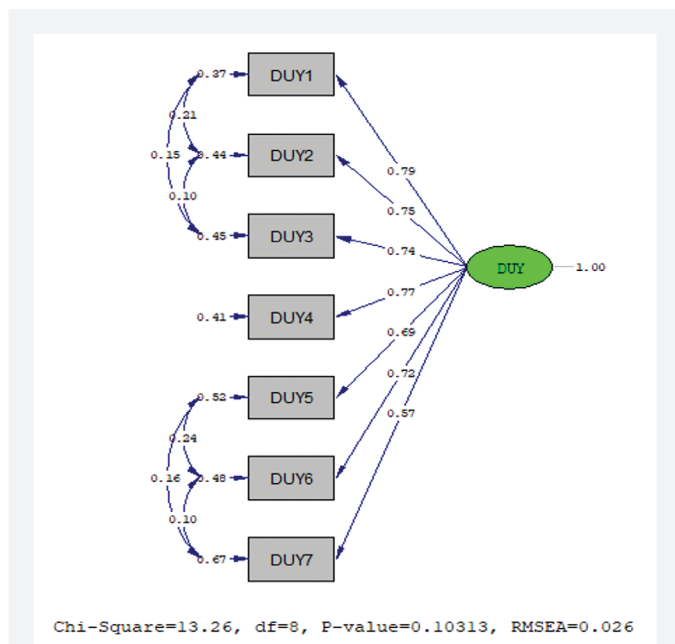 0.37 DUY1
0.21
0.79
0.15 0.44 DUY2
0.75
0.10
0.45 DUY3
0.74
DUY 1.00
0.77
0.41 DUY4
0.69
0.72
0.52 DUY5
0.57
0.24
0.16 0.48 DUY6
0.10
0.67 DUY7
Chi-Square=13.26, df=8, P-value=0.10313, RMSEA=0.026